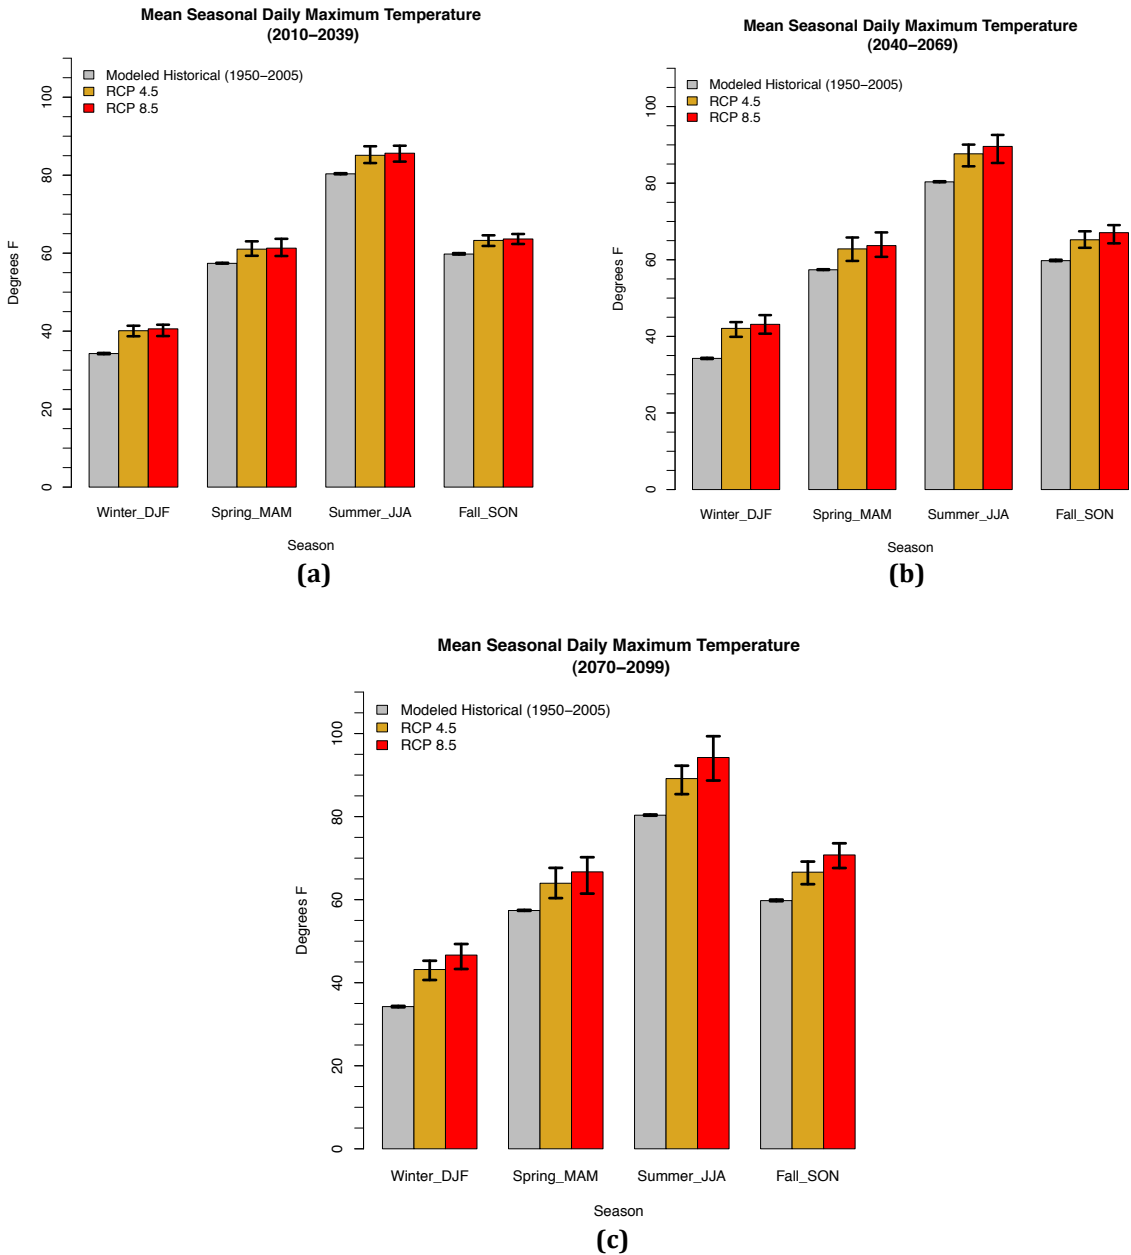 Mean Seasonal Daily Maximum Temperature
(2010−2039)
Modeled Historical (1950−2005)
RCP 4.5
RCP 8.5
Degrees F
0
20
40
60
80
100
Winter_DJF
Spring_MAM
Summer_JJA
Fall_SON
Season
(a)
Mean Seasonal Daily Maximum Temperature
(2040−2069)
Modeled Historical (1950−2005)
RCP 4.5
RCP 8.5
Degrees F
0
20
40
60
80
100
Winter_DJF
Spring_MAM
Summer_JJA
Fall_SON
Season
(b)
Mean Seasonal Daily Maximum Temperature
(2070−2099)
Modeled Historical (1950−2005)
RCP 4.5
RCP 8.5
Degrees F
0
20
40
60
80
100
Winter_DJF
Spring_MAM
Summer_JJA
Fall_SON
Season
(c)